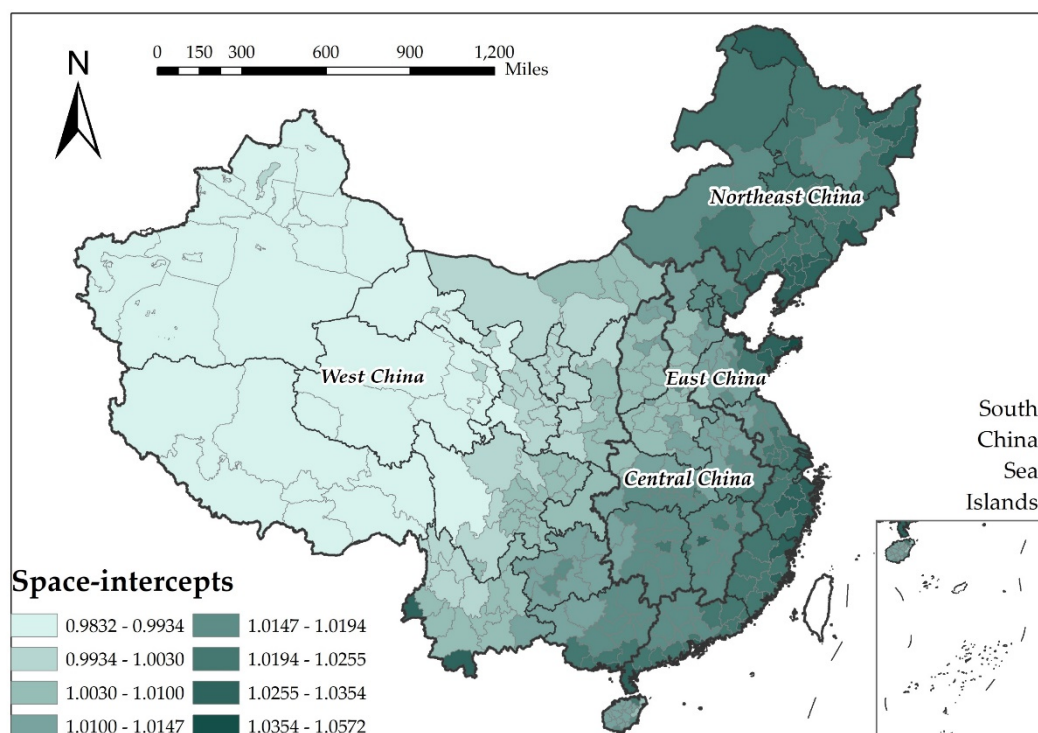 0 150 300 600 900 1,200
Miles
N
Northeast China
West China
East China
Central China
South
China
Sea
Islands
Space-intercepts
0.9832 - 0.9934
0.9934 - 1.0030
1.0030 - 1.0100
1.0100 - 1.0147
1.0147 - 1.0194
1.0194 - 1.0255
1.0255 - 1.0354
1.0354 - 1.0572